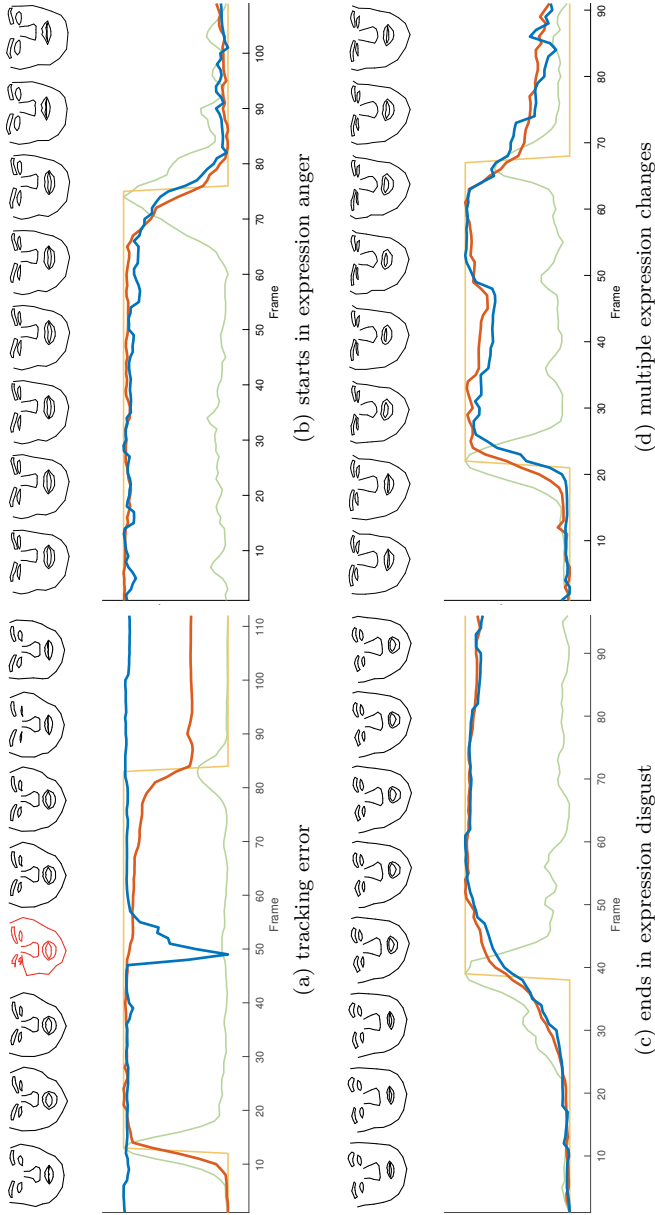 10 20 30 40 50 60 70 80 90 100 110
Frame
(a) tracking error
10 20 30 40 50 60 70 80 90 100
Frame
(b) starts in expression anger
10 20 30 40 50 60 70 80 90
Frame
(c) ends in expression disgust
10 20 30 40 50 60 70 80 90
Frame
(d) multiple expression changes